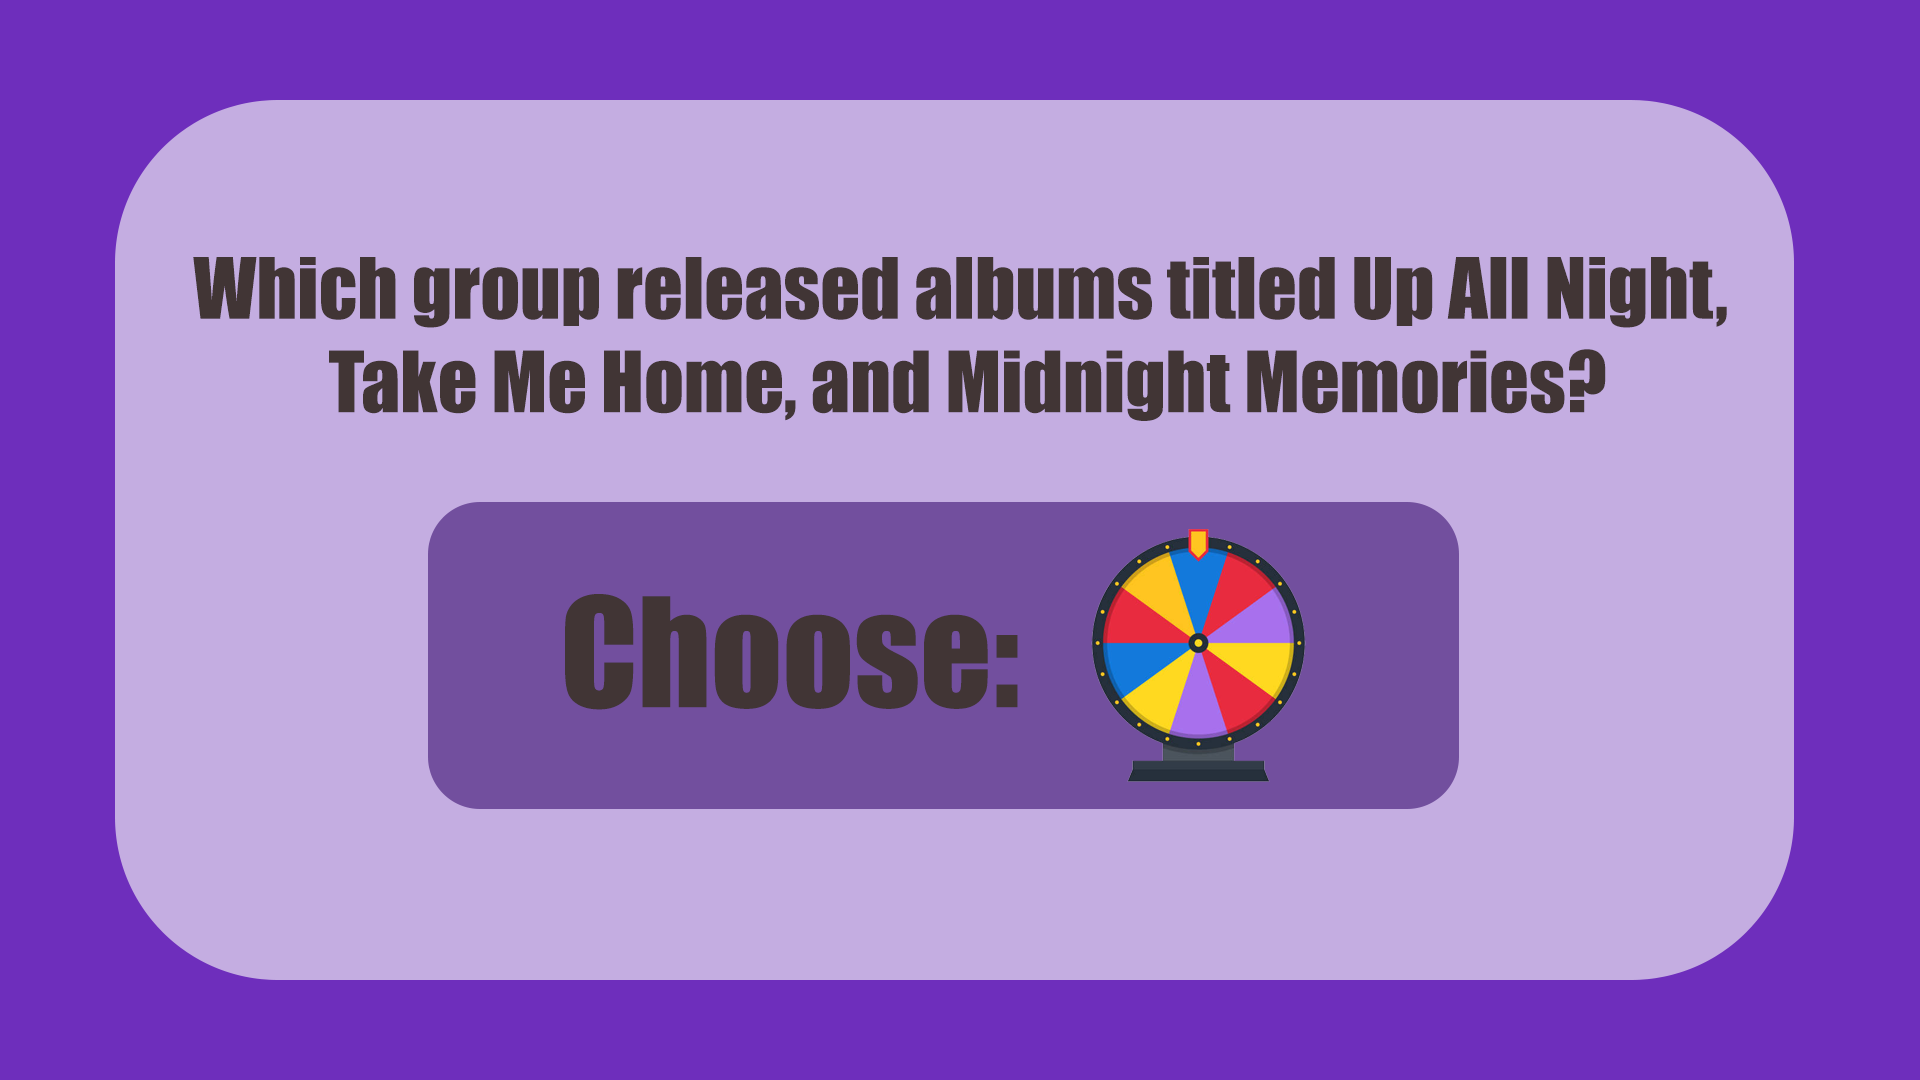 Which group released albums titled Up All Night,
Take Me Home, and Midnight Memories?
Choose: